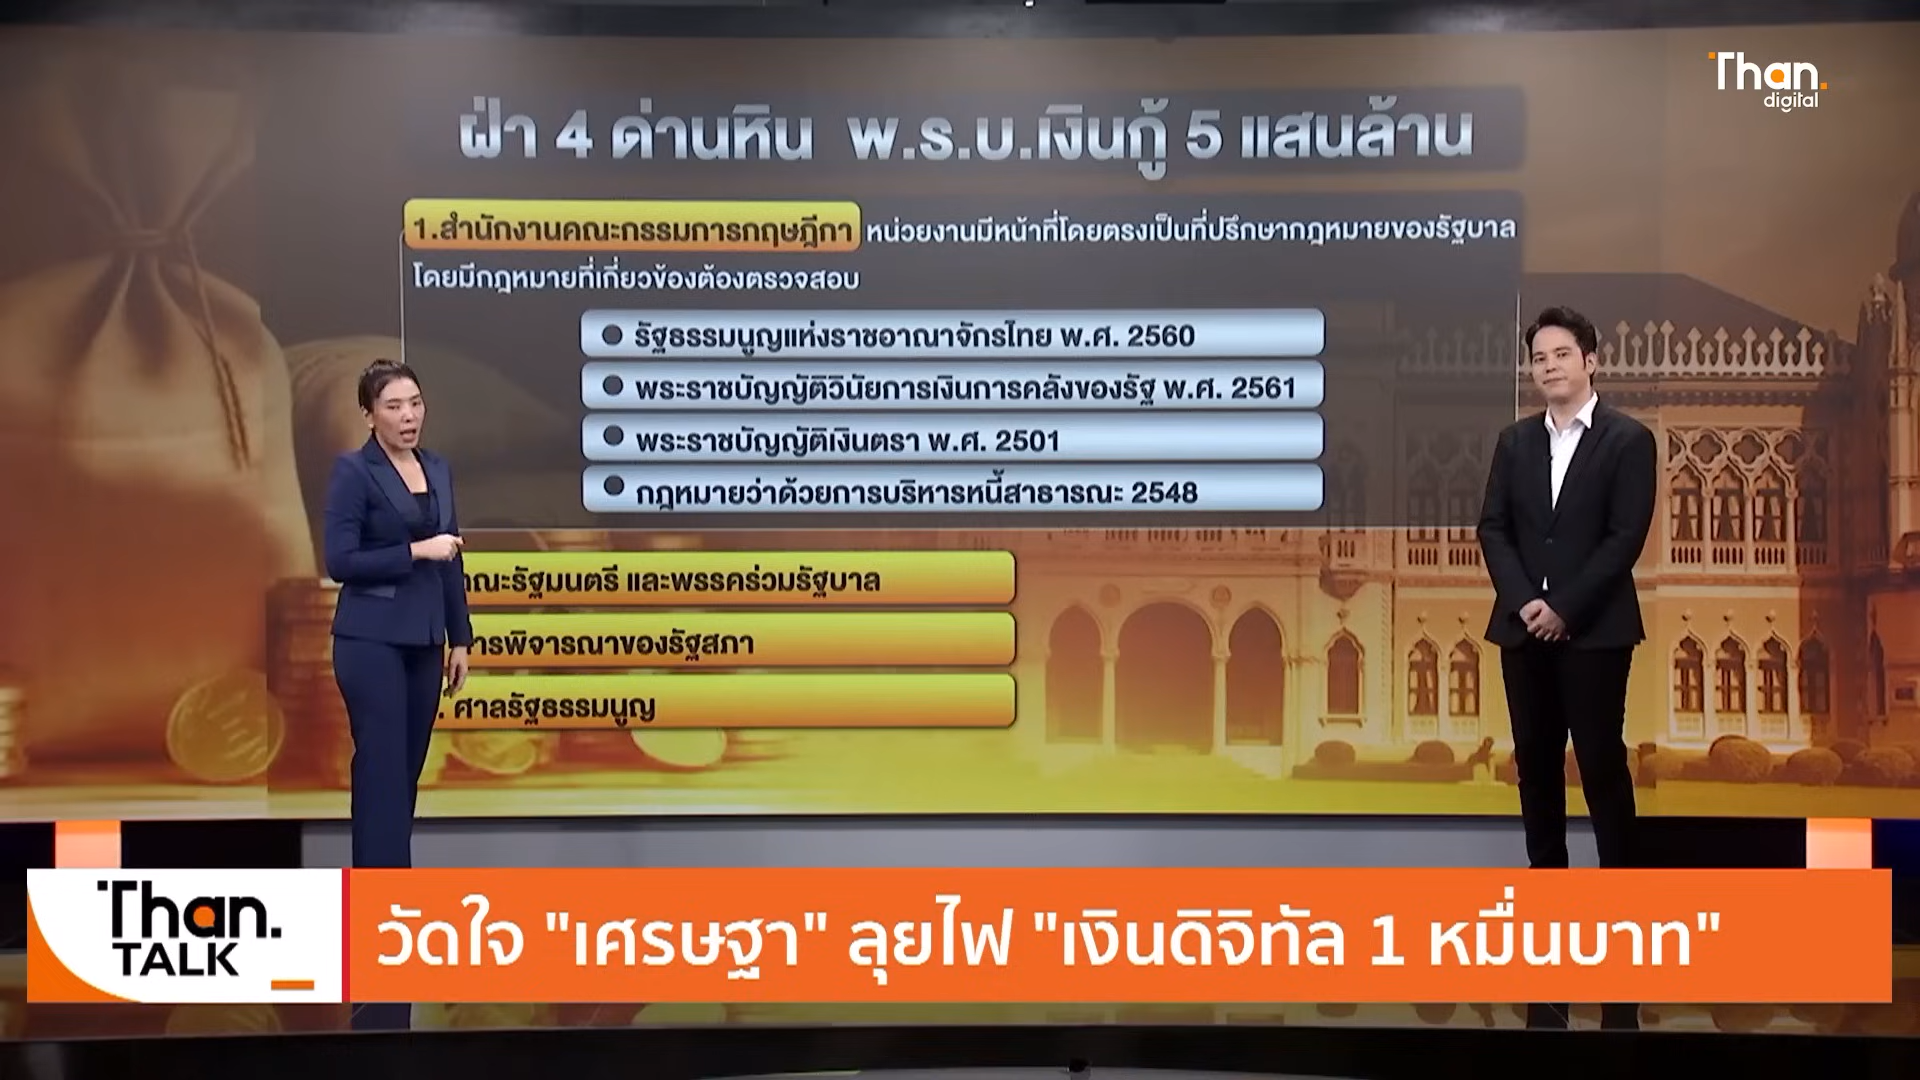 Than.
digital
ฝ่า 4 ด่านหิน พ.ร.บ.เงินกู้ 5 แสนล้าน
1.สำนักงานคณะกรรมการกฤษฎีกา หน่วยงานมีหน้าที่โดยตรงเป็นที่ปรึกษากฎหมายของรัฐบาล
โดยมีกฎหมายที่เกี่ยวข้องต้องตรวจสอบ
● รัฐธรรมนูญแห่งราชอาณาจักรไทย พ.ศ. 2560
● พระราชบัญญัติวินัยการเงินการคลังของรัฐ พ.ศ. 2561
● พระราชบัญญัติเงินตรา พ.ศ. 2501
● กฎหมายว่าด้วยการบริหารหนี้สาธารณะ 2548
และพรรคร่วมรัฐบาล
พิจารณาของรัฐสภา
ศาลรัฐธรรมนูญ
Than.
TALK
วัดใจ "เศรษฐา" ลุยไฟ "เงินดิจิทัล 1 หมื่นบาท"